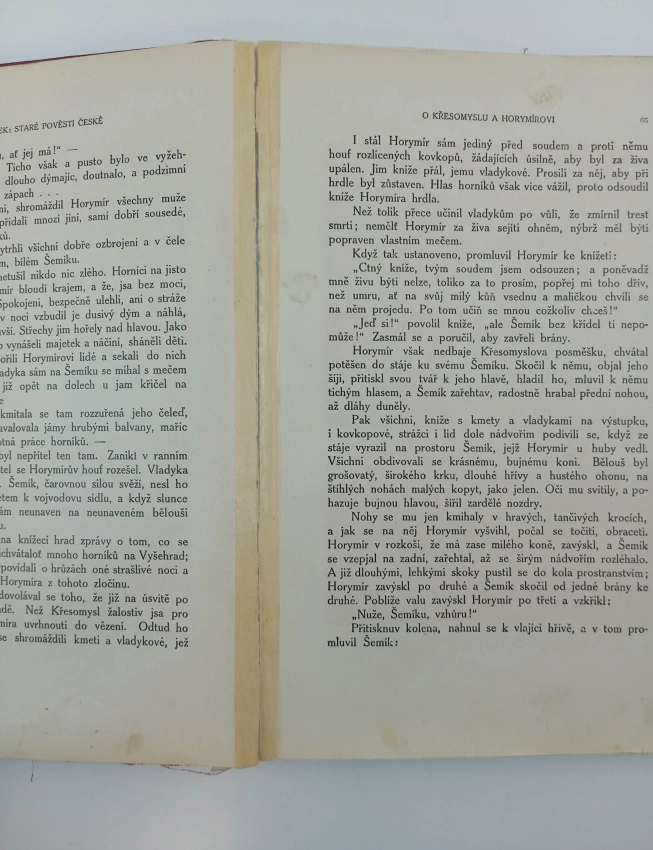 EK: STARÉ POVĚSTI ČESKÉ
, ať jej má!“ —
Ticho však a pusto bylo ve vyžeh-
dlouho dýmajíc, doutnalo, a podzimní
zápach . . .
ni, shromáždil Horymír všechny muže
přidali mnozí jiní, samí dobří sousedé,
ků.
ytrhli všichni dobře ozbrojeni a v čele
m, bílém Šemíku.
netušil nikdo nic zlého. Horníci na jisto
mír bloudí krajem, a že, jsa bez moci,
Spokojeni, bezpečně ulehli, ani o stráže
v noci vzbudil je dusivý dým a náhlá,
vší. Střechy jim hořely nad hlavou. Jako
vynášeli majetek a náčiní, sháněli děti.
ořili Horymírovi lidé a sekali do nich
ladyka sám na Šemíku se míhal s mečem
již opět na dolech u jam křičel na
e
kmitala se tam rozzuřená jeho čeleď,
avalovala jámy hrubými balvany, maříc
otná práce horníků. —
byl nepřítel ten tam. Zanikl v ranním
tel se Horymírův houf rozešel. Vladyka
. Šemík, čarovnou silou svěží, nesl ho
etem k vojvodovu sídlu, a když slunce
ám neunaven na neunaveném bělouši
u.
na knížecí hrad zprávy o tom, co se
ichvátaloť mnoho horníků na Vyšehrad;
povídali o hrůzách oné strašlivé noci a
Horymíra z tohoto zločinu.
dovolával se toho, že již na úsvitě po
dě. Než Křesomysl žalostiv jsa pro
míra uvrhnouti do vězení. Odtud ho
se shromáždili kmeti a vladykové, jež
O KŘESOMYSLU A HORYMÍROVI 65
I stál Horymír sám jediný před soudem a proti němu
houf rozlícených kovkopů, žádajících úsilně, aby byl za živa
upálen. Jim kníže přál, jemu vladykové. Prosili za něj, aby při
hrdle byl zůstaven. Hlas horníků však více vážil, proto odsoudil
kníže Horymíra hrdla.
Než tolik přece učinil vladykům po vůli, že zmírnil trest
smrti; nemělť Horymír za živa sejíti ohněm, nýbrž měl býti
popraven vlastním mečem.
Když tak ustanoveno, promluvil Horymír ke knížeti:
„Ctný kníže, tvým soudem jsem odsouzen; a poněvadž
mně živu býti nelze, toliko za to prosím, popřej mi toho dřív,
než umru, ať na svůj milý kůň vsednu a maličkou chvíli se
na něm projedu. Po tom učiň se mnou cožkoliv chceš!“
„Jeď si!“ povolil kníže, „ale Šemík bez křídel ti nepo-
může!“ Zasmál se a poručil, aby zavřeli brány.
Horymír však nedbaje Křesomyslova posměšku, chvátal
potěšen do stáje ku svému Šemíku. Skočil k němu, objal jeho
šíji, přitiskl svou tvář k jeho hlavě, hladil ho, mluvil k němu
tichým hlasem, a Šemík zařehtav, radostně hrabal přední nohou,
až dláhy duněly.
Pak všichni, kníže s kmety a vladykami na výstupku,
i kovkopové, strážci i lid dole nádvořím podivili se, když ze
stáje vyrazil na prostoru Šemík, jejž Horymír u huby vedl.
Všichni obdivovali se krásnému, bujnému koni. Bělouš byl
grošovatý, širokého krku, dlouhé hřívy a hustého ohonu, na
štíhlých nohách malých kopyt, jako jelen. Oči mu svítily, a po-
hazuje bujnou hlavou, šířil zardělé nozdry.
Nohy se mu jen kmihaly v hravých, tančivých krocích,
a jak se na něj Horymír vyšvihl, počal se točiti, obraceti.
Horymír v rozkoši, že má zase milého koně, zavýskl, a Šemík
se vzepjal na zadní, zařehtal, až se širým nádvořím rozléhalo.
A již dlouhými, lehkými skoky pustil se do kola prostranstvím;
Horymír zavýskl po druhé a Šemík skočil od jedné brány ke
druhé. Poblíže valu zavýskl Horymír po třetí a vzkřikl:
„Nuže, Šemíku, vzhůru!“
Přitisknuv kolena, nahnul se k vlající hřívě, a v tom pro-
mluvil Šemík: